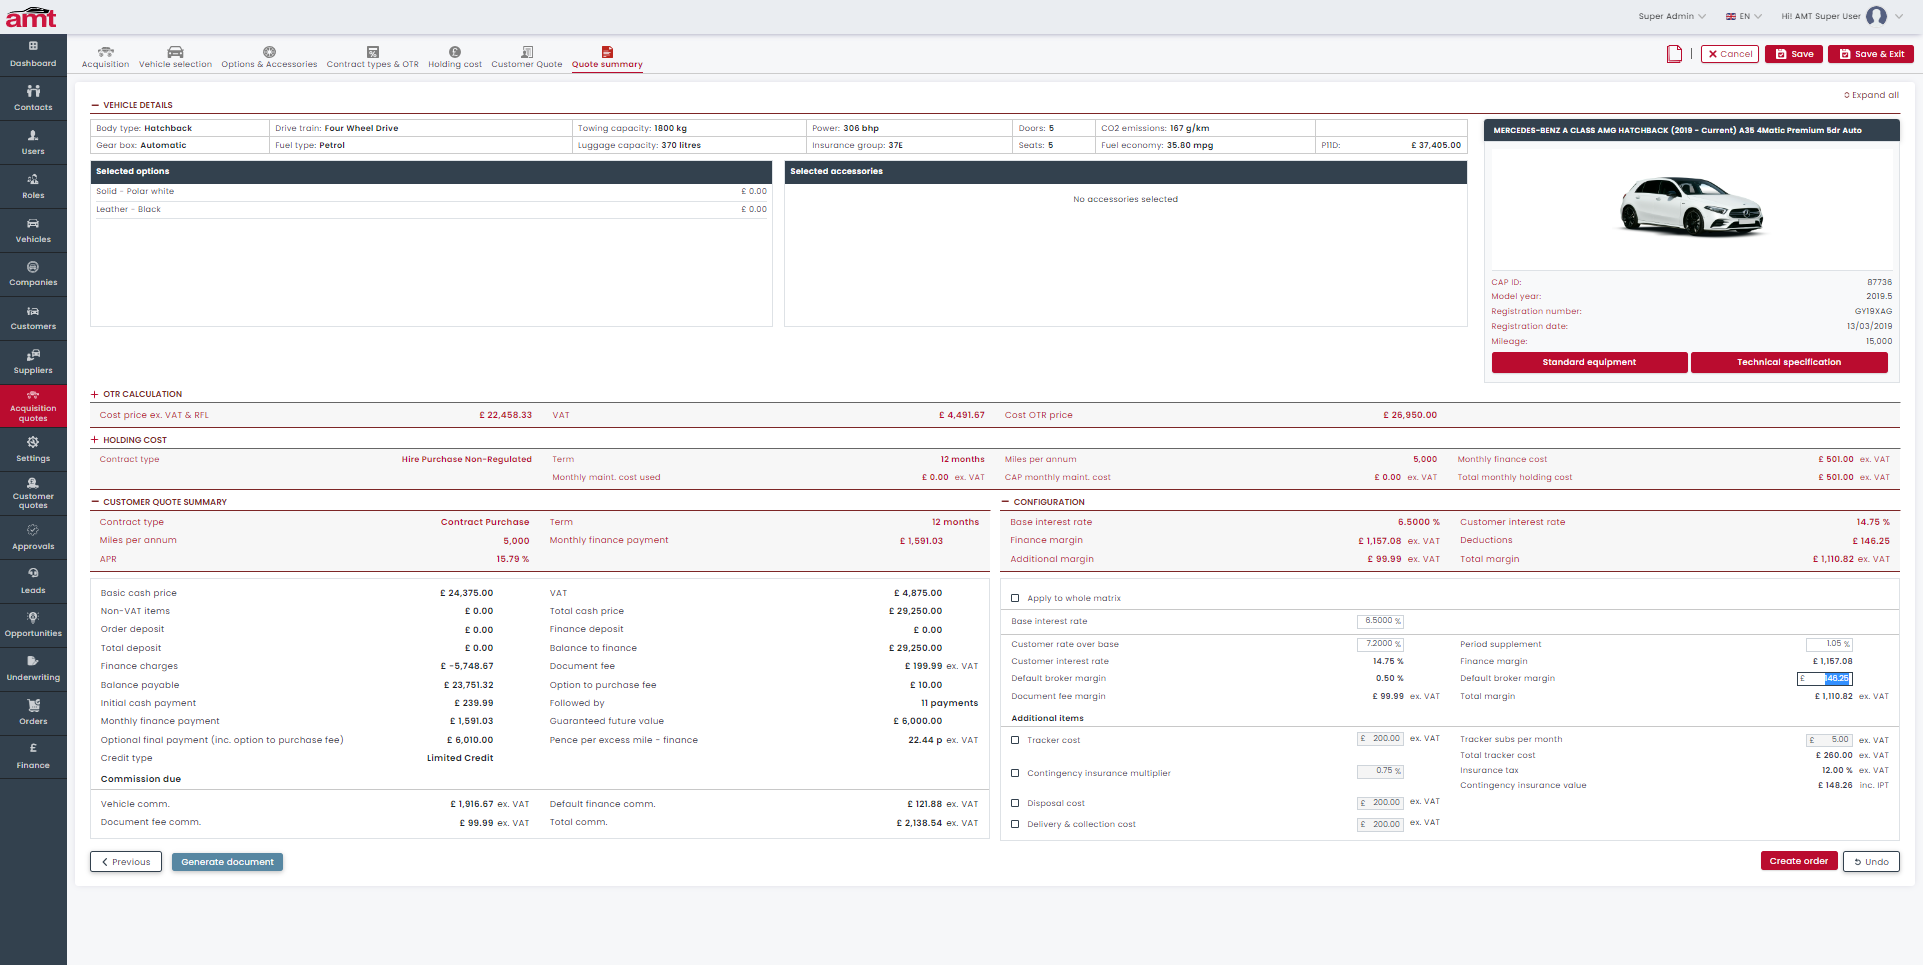 amt
Super Admin
EN
Hi! AMT Super User
Dashboard
Contacts
Users
Roles
Vehicles
Companies
Customers
Suppliers
Acquisition quotes
Settings
Customer quotes
Approvals
Leads
Opportunities
Underwriting
Orders
Finance
Acquisition
Vehicle selection
Options & Accessories
Contract types & OTR
Holding cost
Customer Quote
Quote summary
Cancel
Save
Save & Exit
Expand all
VEHICLE DETAILS
Body type: Hatchback
Drive train: Four Wheel Drive
Towing capacity: 1800 kg
Power: 306 bhp
Doors: 5
CO2 emissions: 167 g/km
Gear box: Automatic
Fuel type: Petrol
Luggage capacity: 370 litres
Insurance group: 37E
Seats: 5
Fuel economy: 35.80 mpg
P11D: £ 37,405.00
Selected options
Solid - Polar white £ 0.00
Leather - Black £ 0.00
Selected accessories
No accessories selected
MERCEDES-BENZ A CLASS AMG HATCHBACK (2019 - Current) A35 4Matic Premium 5dr Auto
CAP ID: 87736
Model year: 2019.5
Registration number: GY19XAG
Registration date: 13/03/2019
Mileage: 15,000
Standard equipment
Technical specification
OTR CALCULATION
Cost price ex. VAT & RFL £ 22,458.33 VAT £ 4,491.67 Cost OTR price £ 26,950.00
HOLDING COST
Contract type Hire Purchase Non-Regulated Term 12 months Miles per annum 5,000 Monthly finance cost £ 501.00 ex. VAT
Monthly maint. cost used £ 0.00 ex. VAT CAP monthly maint. cost £ 0.00 ex. VAT Total monthly holding cost £ 501.00 ex. VAT
CUSTOMER QUOTE SUMMARY
Contract type Contract Purchase Term 12 months
Miles per annum 5,000 Monthly finance payment £ 1,591.03
APR 15.79 %
Basic cash price £ 24,375.00 VAT £ 4,875.00
Non-VAT items £ 0.00 Total cash price £ 29,250.00
Order deposit £ 0.00 Finance deposit £ 0.00
Total deposit £ 0.00 Balance to finance £ 29,250.00
Finance charges £ -5,748.67 Document fee £ 199.99 ex. VAT
Balance payable £ 23,751.32 Option to purchase fee £ 10.00
Initial cash payment £ 239.99 Followed by 11 payments
Monthly finance payment £ 1,591.03 Guaranteed future value £ 6,000.00
Optional final payment (inc. option to purchase fee) £ 6,010.00 Pence per excess mile - finance 22.44 p ex. VAT
Credit type Limited Credit
Commission due
Vehicle comm. £ 1,916.67 ex. VAT Default finance comm. £ 121.88 ex. VAT
Document fee comm. £ 99.99 ex. VAT Total comm. £ 2,138.54 ex. VAT
CONFIGURATION
Base interest rate 6.5000 % Customer interest rate 14.75 %
Finance margin £ 1,157.08 ex. VAT Deductions £ 146.25
Additional margin £ 99.99 ex. VAT Total margin £ 1,110.82 ex. VAT
Apply to whole matrix
Base interest rate 6.5000 %
Customer rate over base 7.2000 % Period supplement 1.05 %
Customer interest rate 14.75 % Finance margin £ 1,157.08
Default broker margin 0.50 % Default broker margin £ 146.25
Document fee margin £ 99.99 ex. VAT Total margin £ 1,110.82 ex. VAT
Additional items
Tracker cost £ 200.00 ex. VAT Tracker subs per month £ 5.00 ex. VAT
Total tracker cost £ 260.00 ex. VAT
Contingency insurance multiplier 0.75 % Insurance tax 12.00 % ex. VAT
Contingency insurance value £ 148.26 inc. IPT
Disposal cost £ 200.00 ex. VAT
Delivery & collection cost £ 200.00 ex. VAT
Previous
Generate document
Create order
Undo